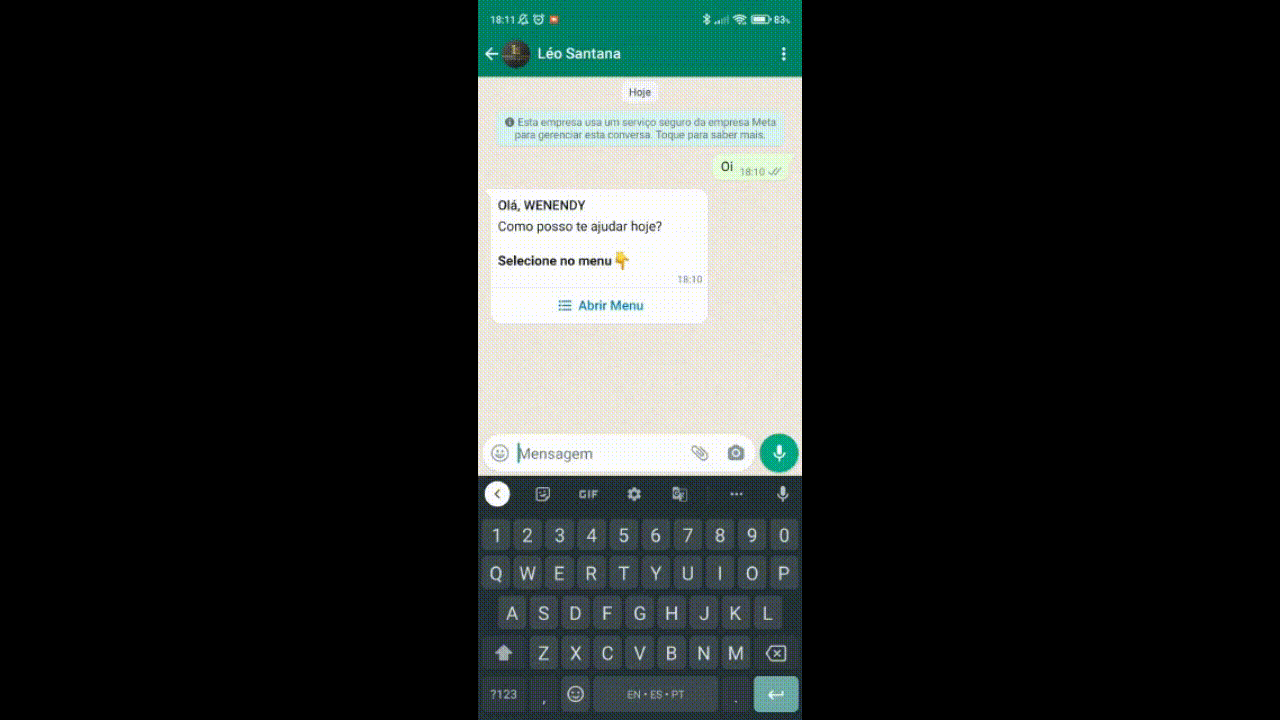 18:11 83%
Léo Santana
Hoje
Esta empresa usa um serviço seguro da empresa Meta
para gerenciar esta conversa. Toque para saber mais.
Oi 18:10
Olá, WENENDY
Como posso te ajudar hoje?
Selecione no menu👇
18:10
Abrir Menu
Mensagem
GIF
1 2 3 4 5 6 7 8 9 0
Q W E R T Y U I O P
A S D F G H J K L
Z X C V B N M
?123 , EN • ES • PT .